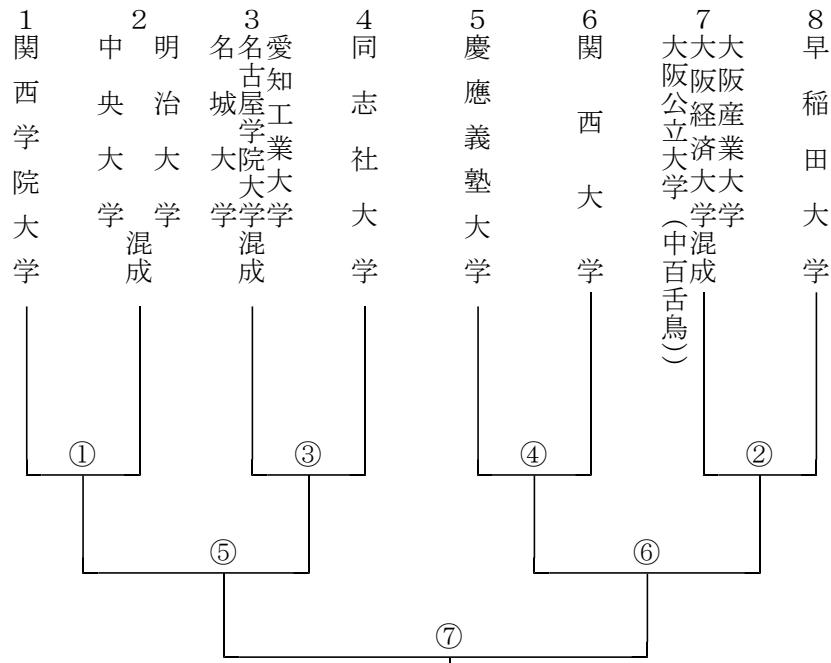 1
関西学院大学
2
明治大学
中央大学
混成
3
愛知工業大学
名古屋学院大学混成
名城大学
4
同志社大学
5
慶應義塾大学
6
関西大学
7
大阪産業大学
大阪経済大学混成
大阪公立大学（中百舌鳥））
8
早稲田大学
①
③
④
②
⑤
⑥
⑦